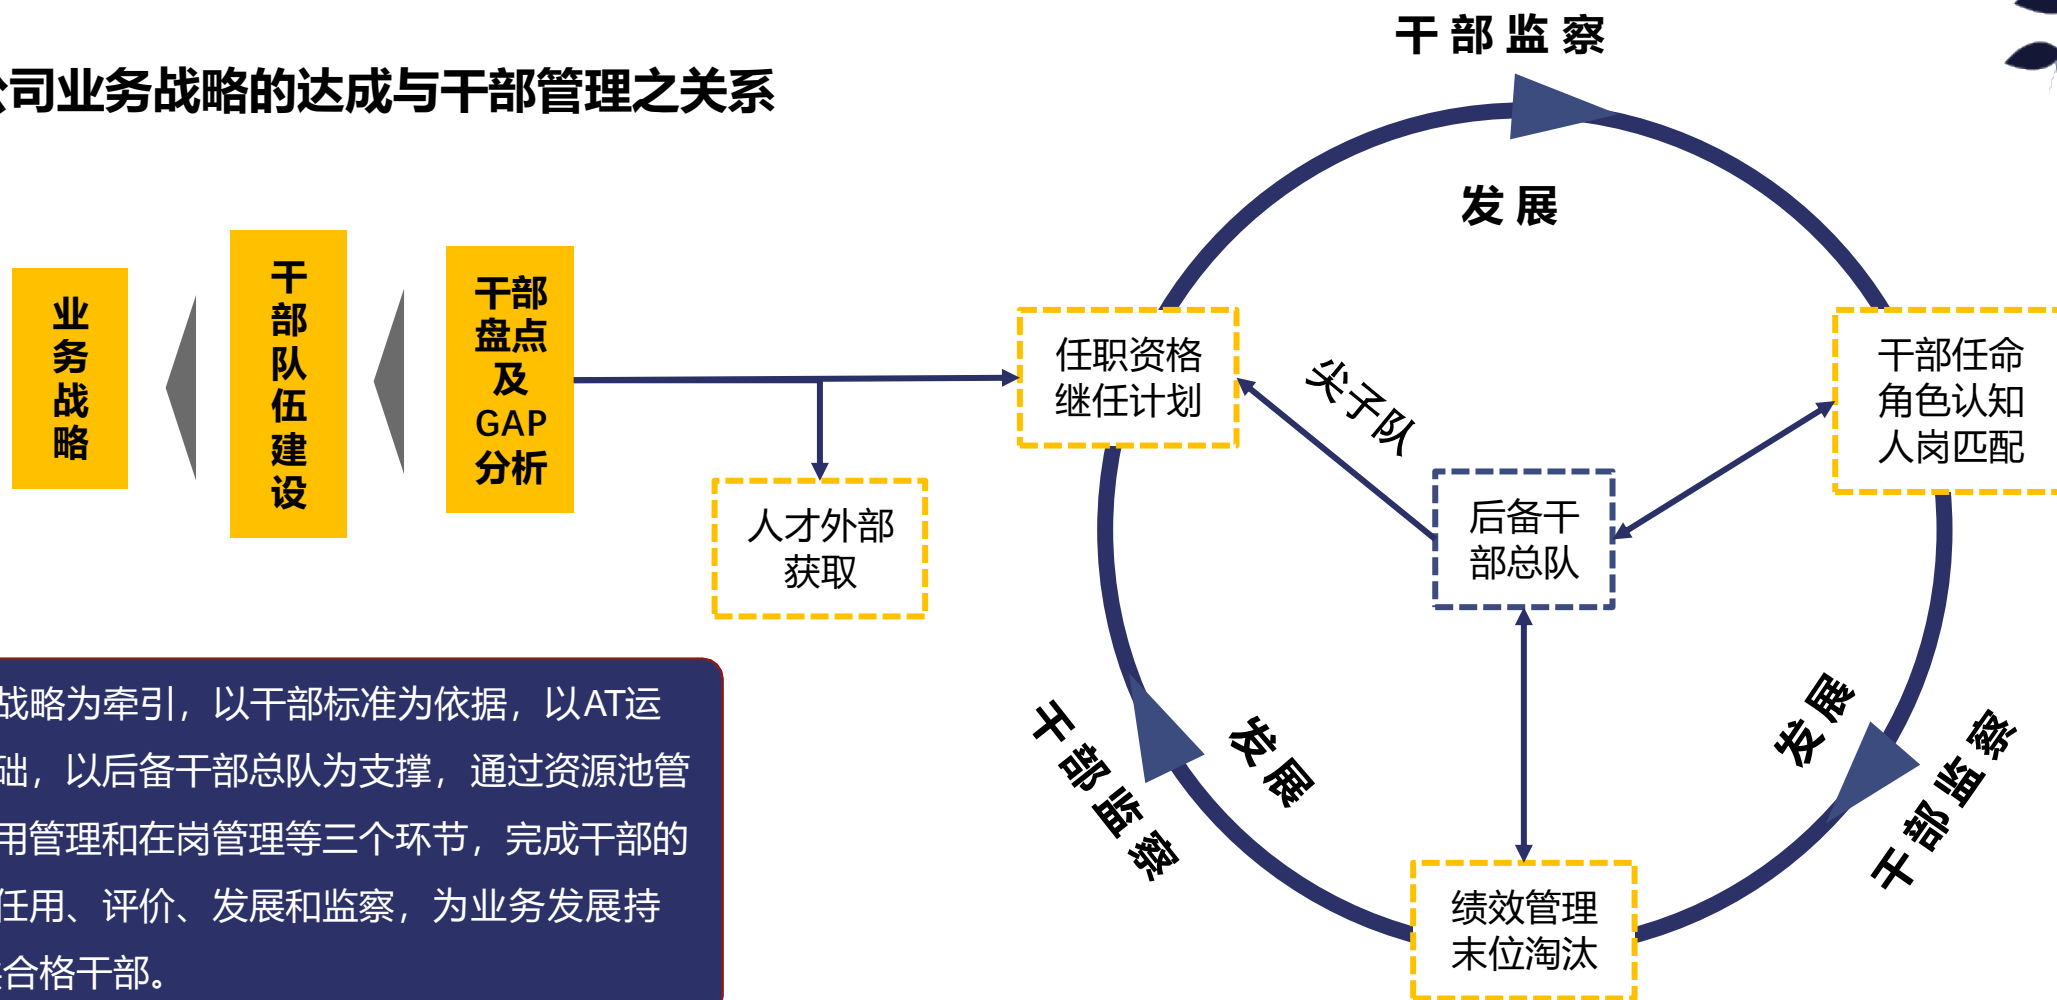 公司业务战略的达成与干部管理之关系
干部监察
发展
业务战略
干部队伍建设
干部
盘点
及
GAP
分析
任职资格
继任计划
人才外部
获取
尖子队
后备干
部总队
干部任命
角色认知
人岗匹配
干部监察
发展
发展
干部监察
绩效管理
末位淘汰
战略为牵引，以干部标准为依据，以AT运
础，以后备干部总队为支撑，通过资源池管
用管理和在岗管理等三个环节，完成干部的
任用、评价、发展和监察，为业务发展持
合格干部。